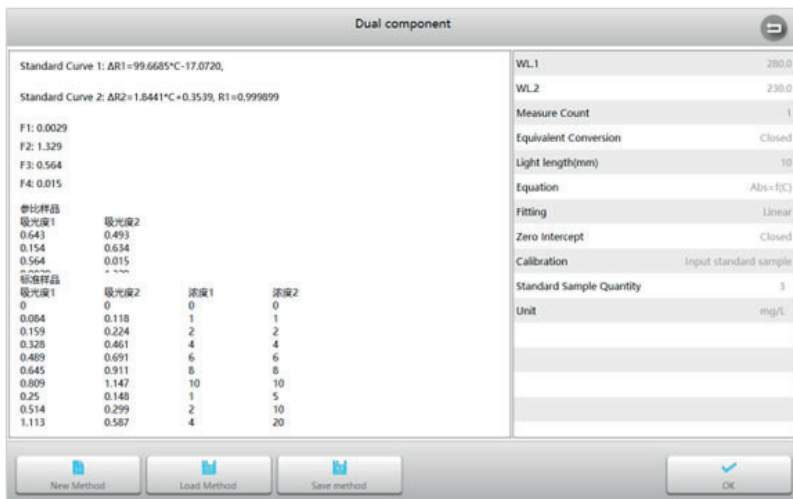 Dual component
Standard Curve 1: ΔR1=99.6685*C-17.0720,
Standard Curve 2: ΔR2=1.8441*C+0.3539, R1=0.999899
F1: 0.0029
F2: 1.329
F3: 0.564
F4: 0.015
参比样品
吸光度1 吸光度2
0.643 0.493
0.154 0.634
0.564 0.015
标准样品
吸光度1 吸光度2 浓度1 浓度2
0 0 0 0
0.084 0.118 1 1
0.159 0.224 2 2
0.328 0.461 4 4
0.489 0.691 6 6
0.645 0.911 8 8
0.809 1.147 10 10
0.25 0.148 1 5
0.514 0.299 2 10
1.113 0.587 4 20
WL.1 280.0
WL.2 230.0
Measure Count 1
Equivalent Conversion Closed
Light length(mm) 10
Equation Abs=f(C)
Fitting Linear
Zero Intercept Closed
Calibration Input standard sample
Standard Sample Quantity 3
Unit mg/L
New Method
Load Method
Save method
OK